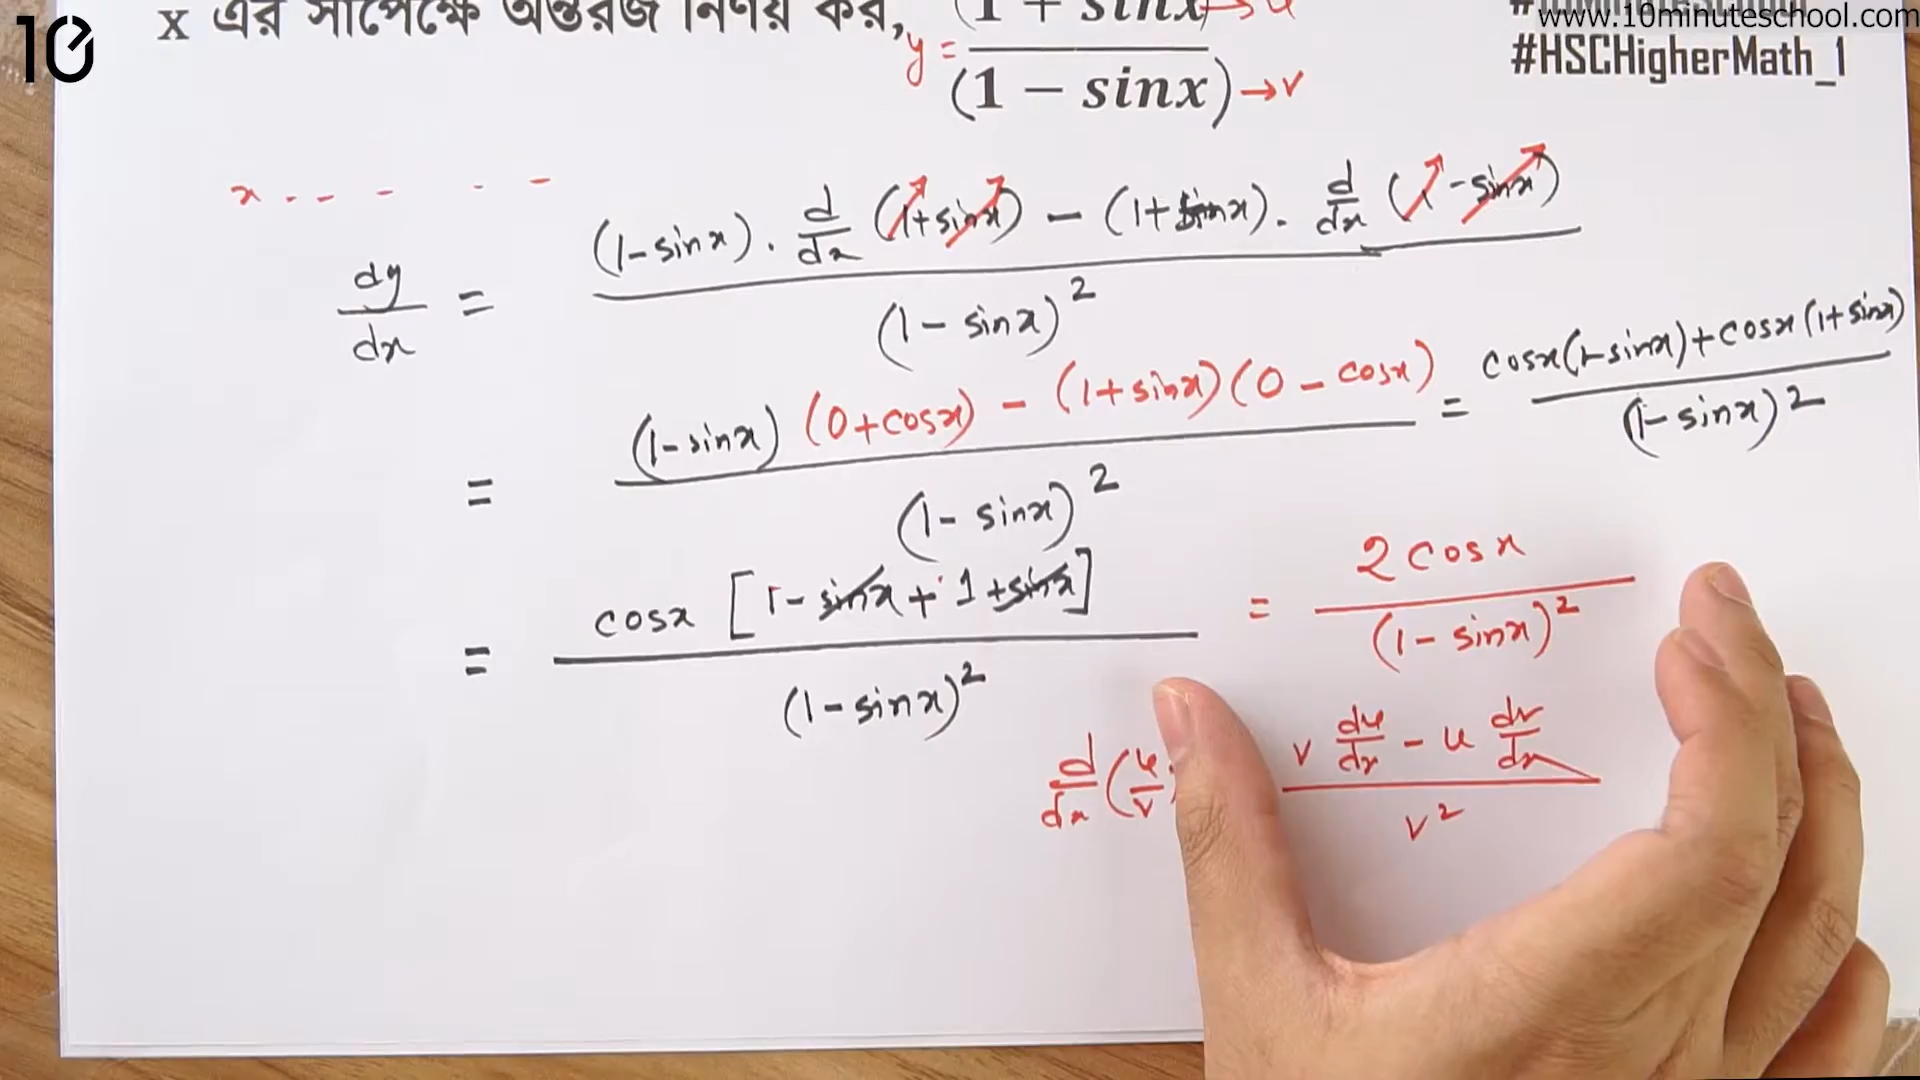 10
www.10minuteschool.com
x এর সাপেক্ষে অন্তরজ নির্ণয় কর,
y = (1 + sinx) → u / (1 − sinx) → v
#HSCHigherMath_1
x - - - - -
dy/dx = ((1-sinx) . d/dx (1+sinx) - (1+sinx) . d/dx (1-sinx)) / (1-sinx)²
= ((1-sinx) (0+cosx) - (1+sinx) (0-cosx)) / (1-sinx)² = (cosx(1-sinx)+cosx(1+sinx)) / (1-sinx)²
= cosx [1-sinx+1+sinx] / (1-sinx)² = 2cosx / (1-sinx)²
d/dx (u/v) (v du/dx - u dv/dx) / v²